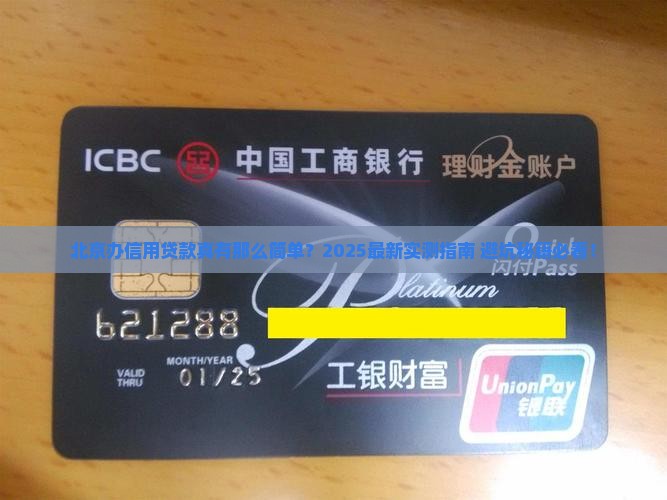 ICBC 中国工商银行 理财金账户
北京办信用贷款真有那么简单？2025最新实测指南 避坑
闪付Pass
Platinum
621288
MONTH/YEAR
VALID THRU 01/25
工银财富
UnionPay
银联